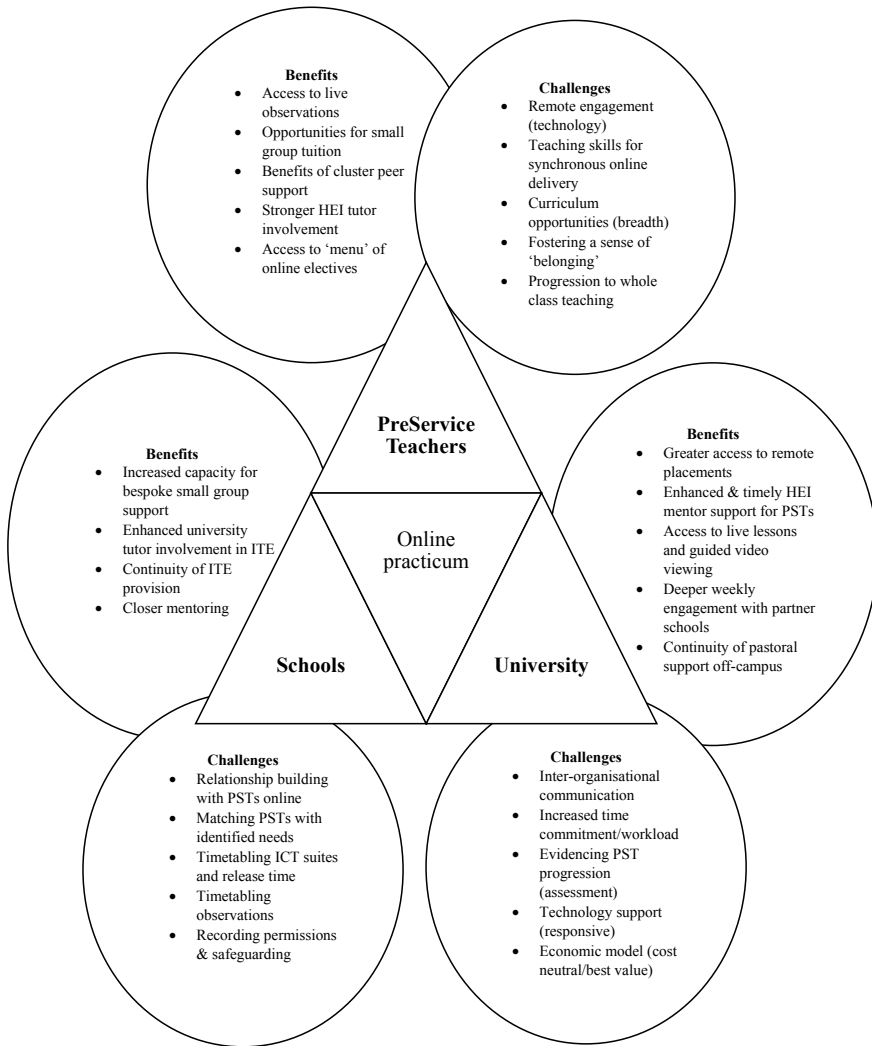 Benefits
• Access to live
observations
• Opportunities for small
group tuition
• Benefits of cluster peer
support
• Stronger HEI tutor
involvement
• Access to ‘menu’ of
online electives
Challenges
• Remote engagement
(technology)
• Teaching skills for
synchronous online
delivery
• Curriculum
opportunities (breadth)
• Fostering a sense of
‘belonging’
• Progression to whole
class teaching
PreService
Teachers
Benefits
• Increased capacity for
bespoke small group
support
• Enhanced university
tutor involvement in ITE
• Continuity of ITE
provision
• Closer mentoring
Online
practicum
Benefits
• Greater access to remote
placements
• Enhanced & timely HEI
mentor support for PSTs
• Access to live lessons
and guided video
viewing
• Deeper weekly
engagement with partner
schools
• Continuity of pastoral
support off-campus
Schools
University
Challenges
• Relationship building
with PSTs online
• Matching PSTs with
identified needs
• Timetabling ICT suites
and release time
• Timetabling
observations
• Recording permissions
& safeguarding
Challenges
• Inter-organisational
communication
• Increased time
commitment/workload
• Evidencing PST
progression
(assessment)
• Technology support
(responsive)
• Economic model (cost
neutral/best value)